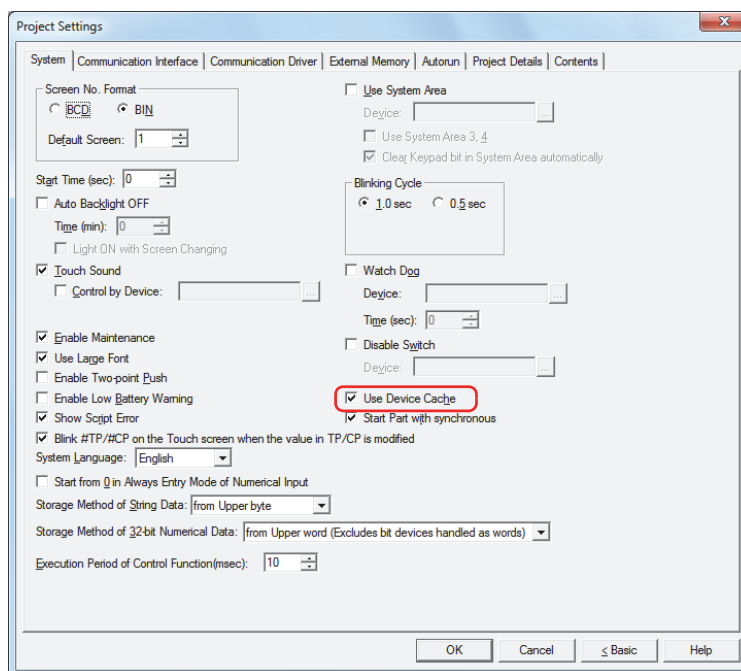 Project Settings
System
Communication Interface
Communication Driver
External Memory
Autorun
Project Details
Contents
Screen No. Format
BCD
BIN
Default Screen: 1
Start Time (sec): 0
Auto Backlight OFF
Time (min): 0
Light ON with Screen Changing
Touch Sound
Control by Device:
...
Enable Maintenance
Use Large Font
Enable Two-point Push
Enable Low Battery Warning
Show Script Error
Blink #TP/#CP on the Touch screen when the value in TP/CP is modified
Use System Area
Device:
...
Use System Area 3, 4
Clear Keypad bit in System Area automatically
Blinking Cycle
1.0 sec
0.5 sec
Watch Dog
Device:
...
Time (sec): 0
Disable Switch
Device:
...
Use Device Cache
Start Part with synchronous
System Language: English
Start from 0 in Always Entry Mode of Numerical Input
Storage Method of String Data: from Upper byte
Storage Method of 32-bit Numerical Data: from Upper word (Excludes bit devices handled as words)
Execution Period of Control Function(msec): 10
OK
Cancel
< Basic
Help